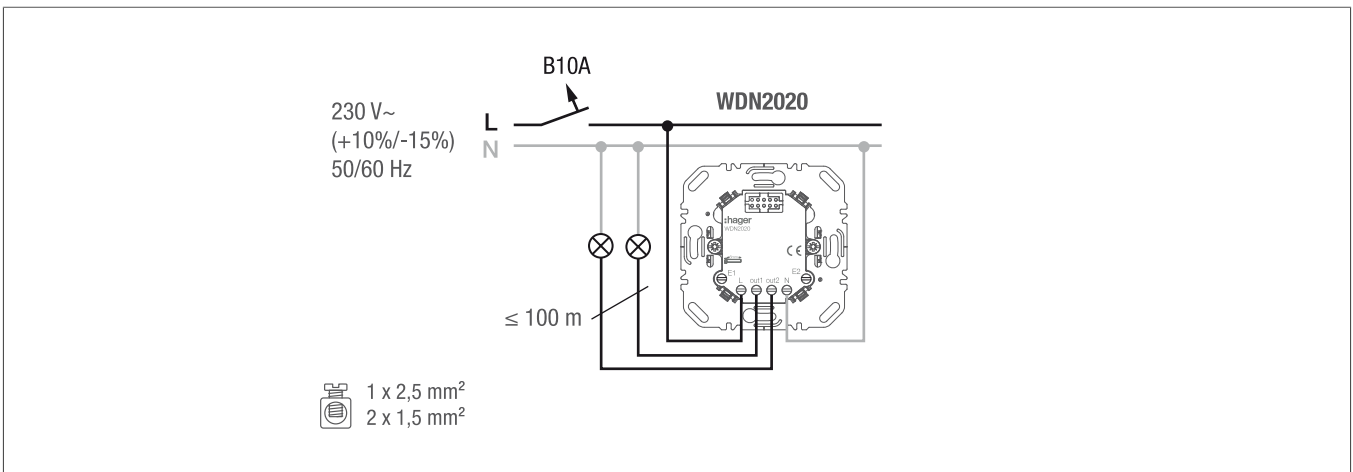 B10A
WDN2020
230 V~
(+10%/-15%)
50/60 Hz
L
N
:hager
WDN2020
CE
E1
E2
L out1 out2 N
≤ 100 m
1 x 2,5 mm²
2 x 1,5 mm²